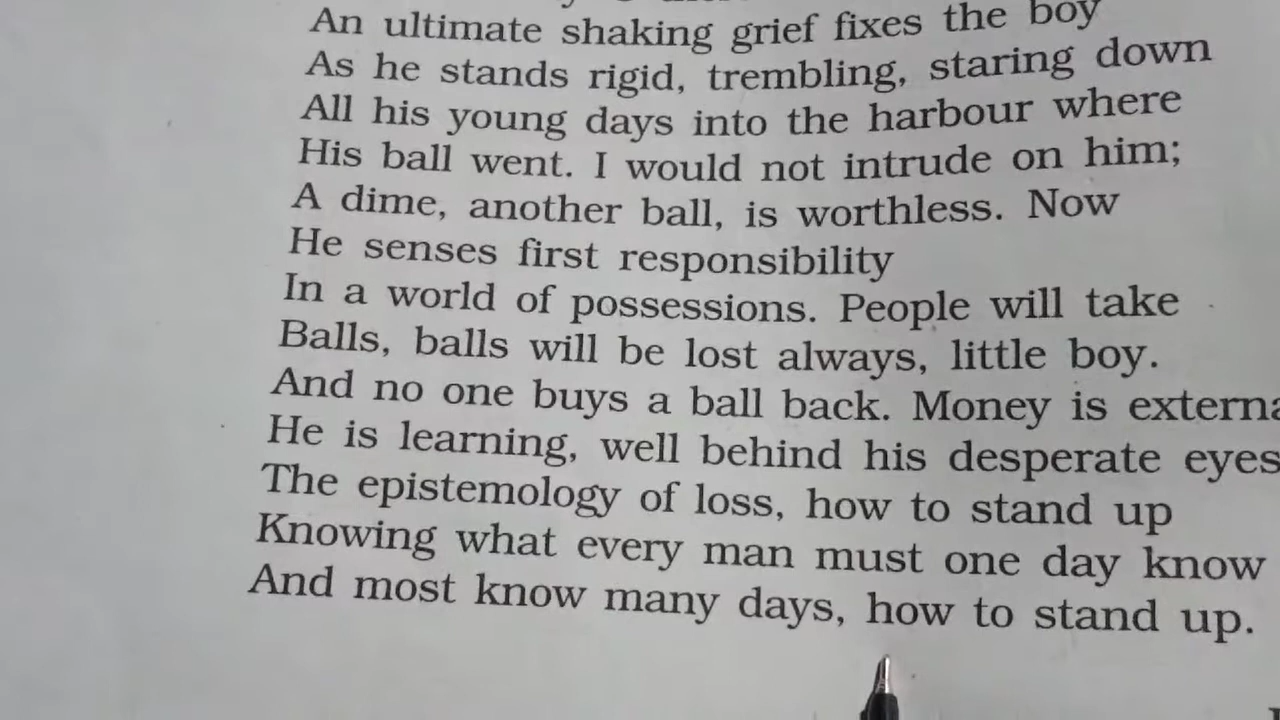 An ultimate shaking grief fixes the boy
As he stands rigid, trembling, staring down
All his young days into the harbour where
His ball went. I would not intrude on him;
A dime, another ball, is worthless. Now
He senses first responsibility
In a world of possessions. People will take
Balls, balls will be lost always, little boy.
And no one buys a ball back. Money is externa
He is learning, well behind his desperate eyes
The epistemology of loss, how to stand up
Knowing what every man must one day know
And most know many days, how to stand up.